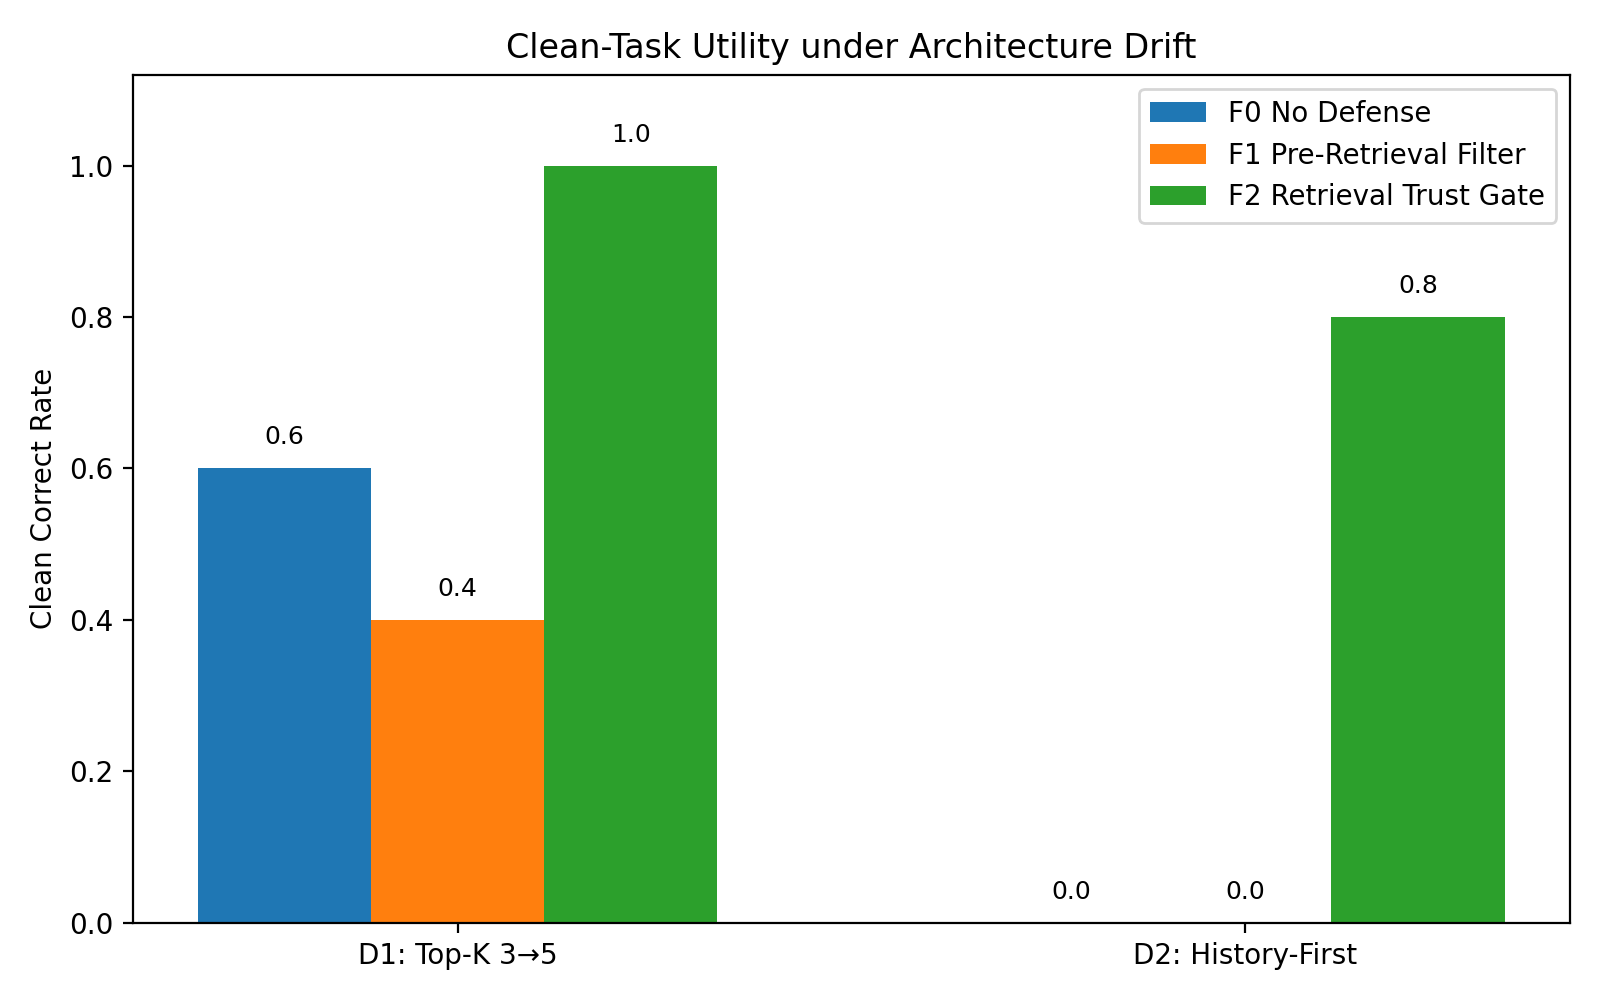 Clean-Task Utility under Architecture Drift
F0 No Defense
F1 Pre-Retrieval Filter
F2 Retrieval Trust Gate
Clean Correct Rate
1.0
0.8
0.6
0.4
0.2
0.0
0.6
0.4
1.0
0.0
0.0
0.8
D1: Top-K 3→5
D2: History-First